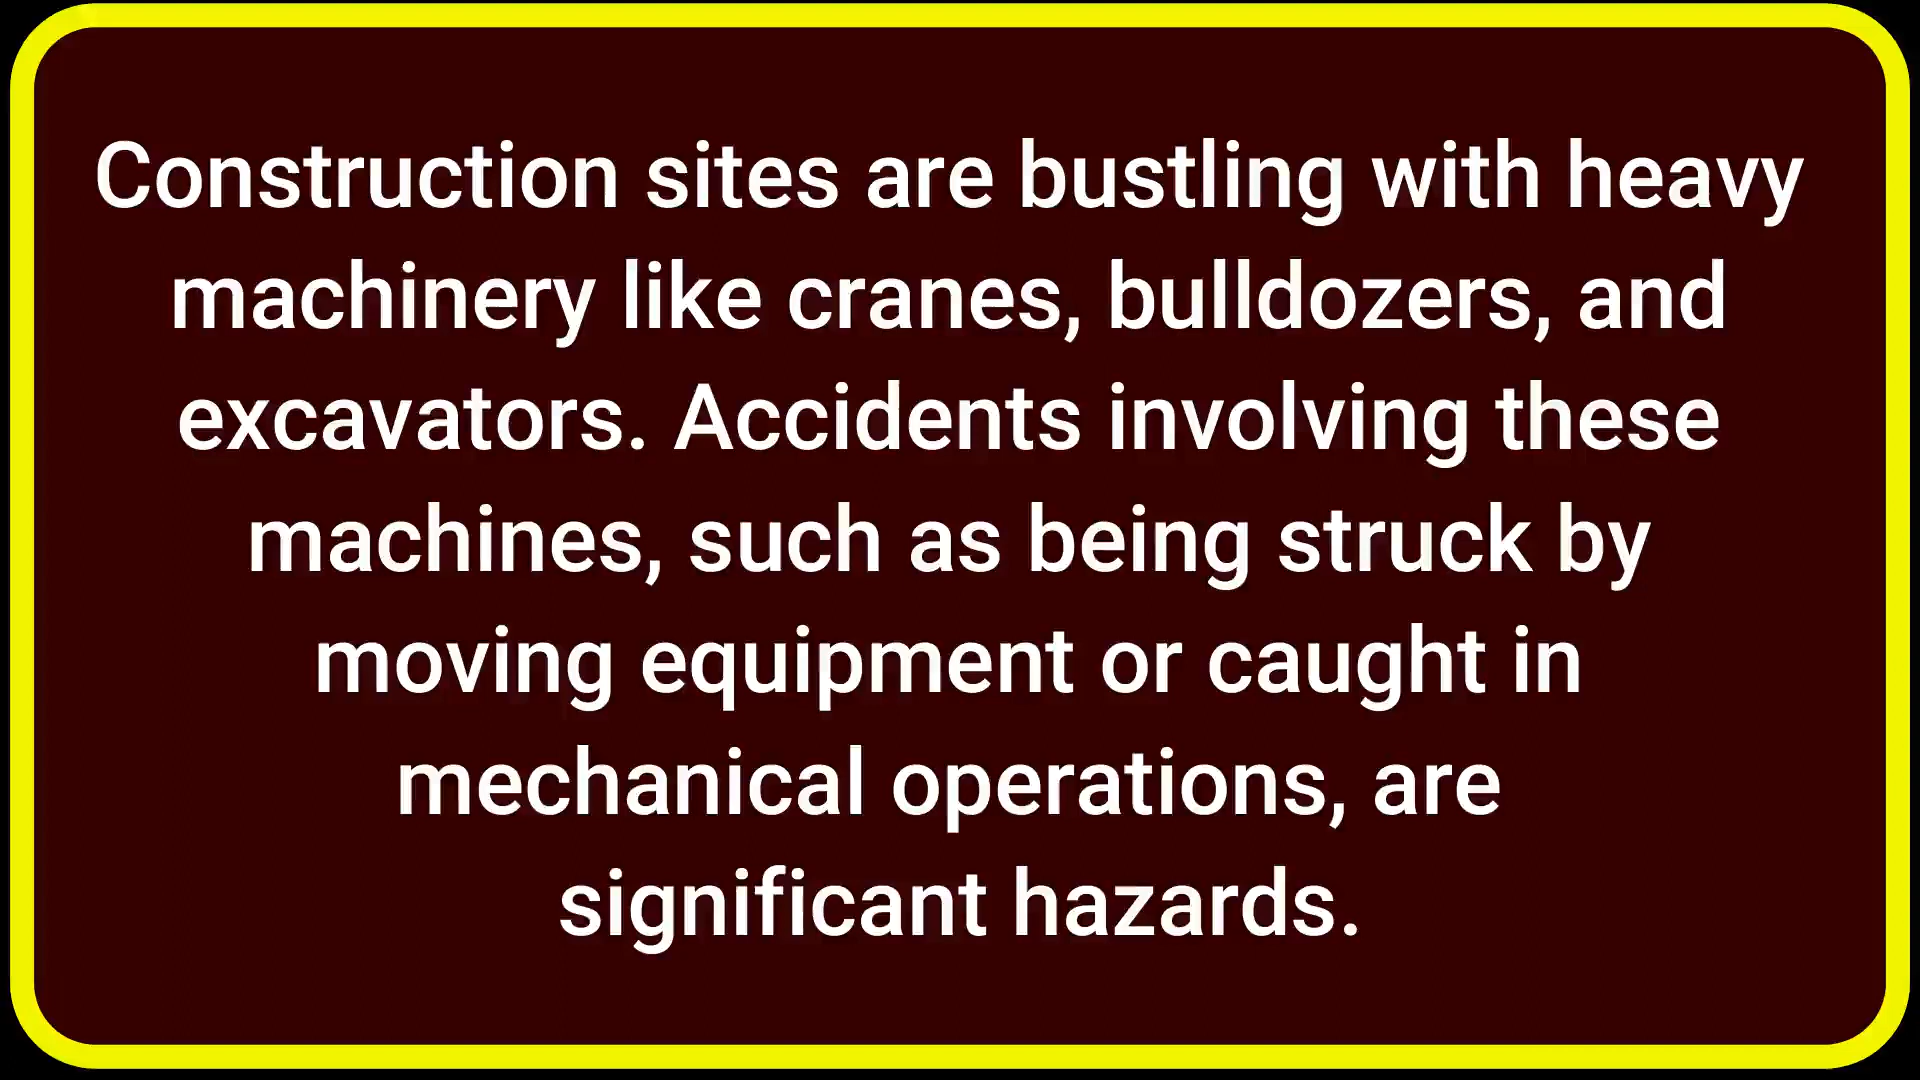 Construction sites are bustling with heavy
machinery like cranes, bulldozers, and
excavators. Accidents involving these
machines, such as being struck by
moving equipment or caught in
mechanical operations, are
significant hazards.